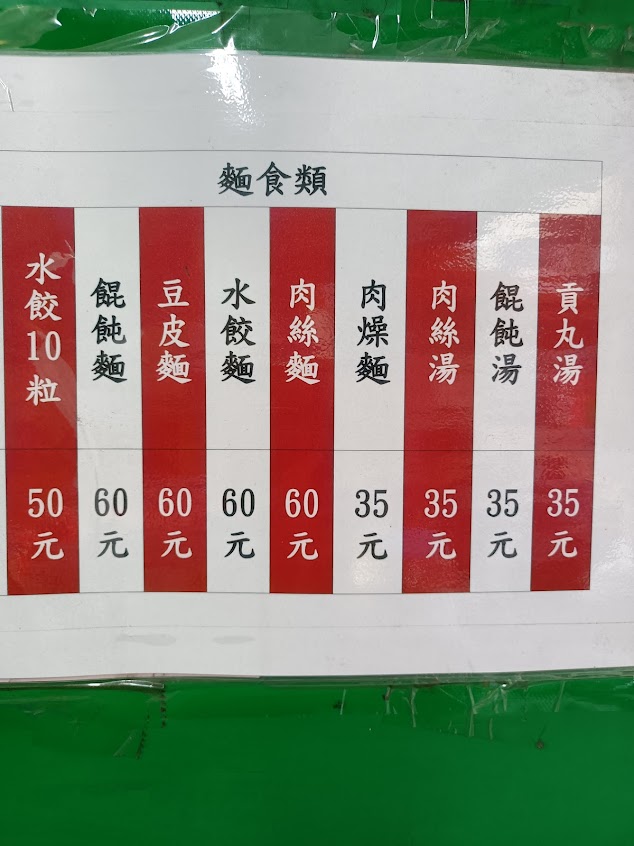 麵食類
貢丸湯 35元
餛飩湯 35元
肉絲湯 35元
肉燥麵 35元
肉絲麵 60元
水餃麵 60元
豆皮麵 60元
餛飩麵 60元
水餃10粒 50元